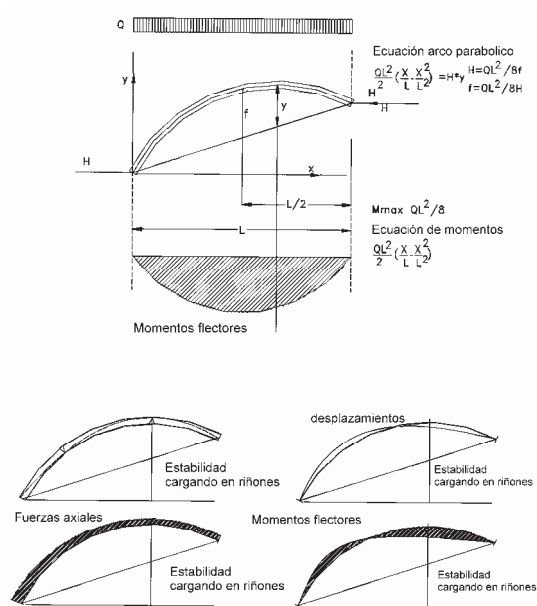 Q
Ecuación arco parabolico
QL²/2 (X/L - X²/L²) = H*y H=QL²/8f
f=QL²/8H
y
f
y
H
H
H
x
L/2
L
Mmax QL²/8
Ecuación de momentos
QL²/2 (X/L - X²/L²)
Momentos flectores
Estabilidad
cargando en riñones
desplazamientos
Estabilidad
cargando en riñones
Fuerzas axiales
Estabilidad
cargando en riñones
Momentos flectores
Estabilidad
cargando en riñones